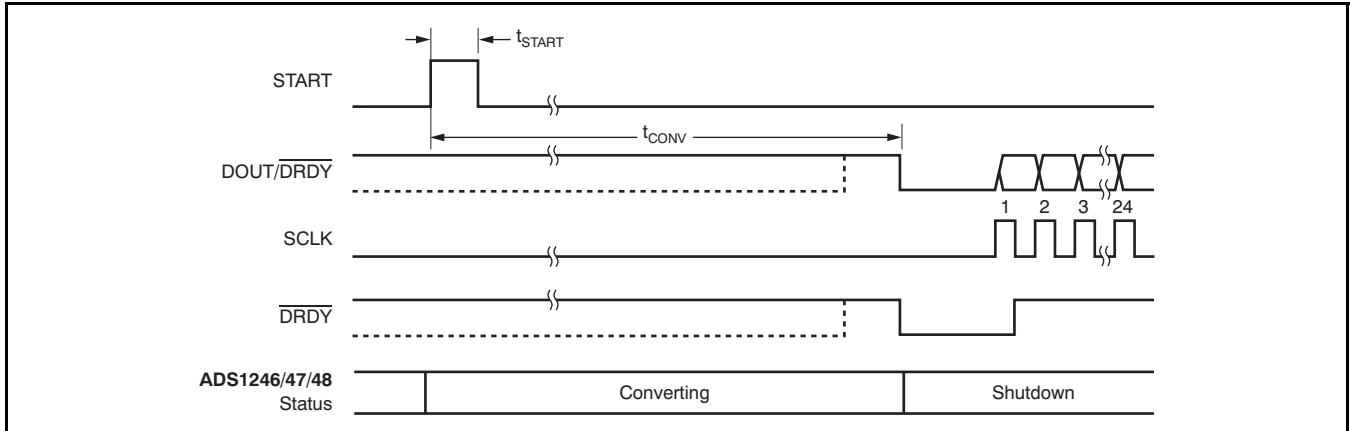 tSTART
START
tCONV
DOUT/DRDY
1 2 3 24
SCLK
DRDY
ADS1246/47/48
Status
Converting
Shutdown